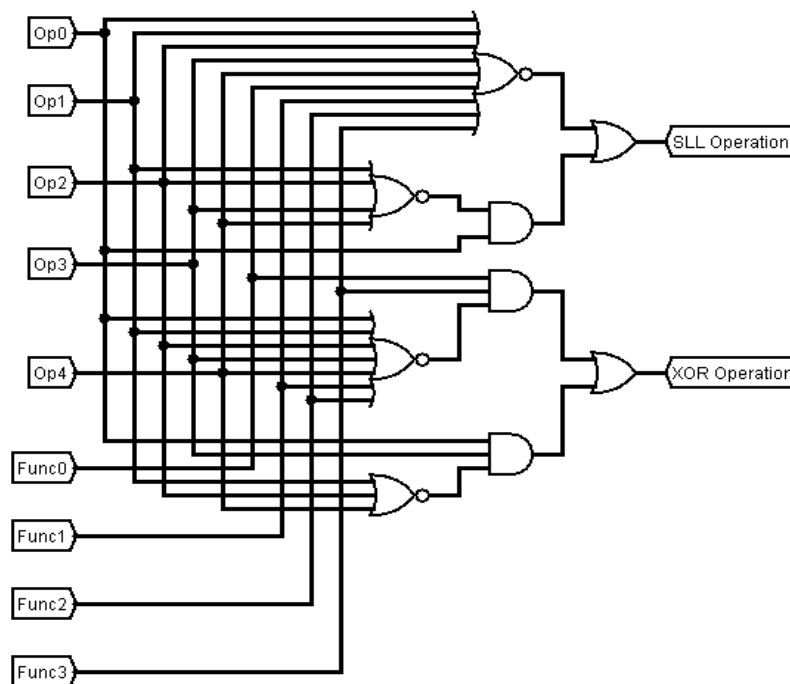 Op0
Op1
SLL Operation
Op2
Op3
Op4
XOR Operation
Func0
Func1
Func2
Func3